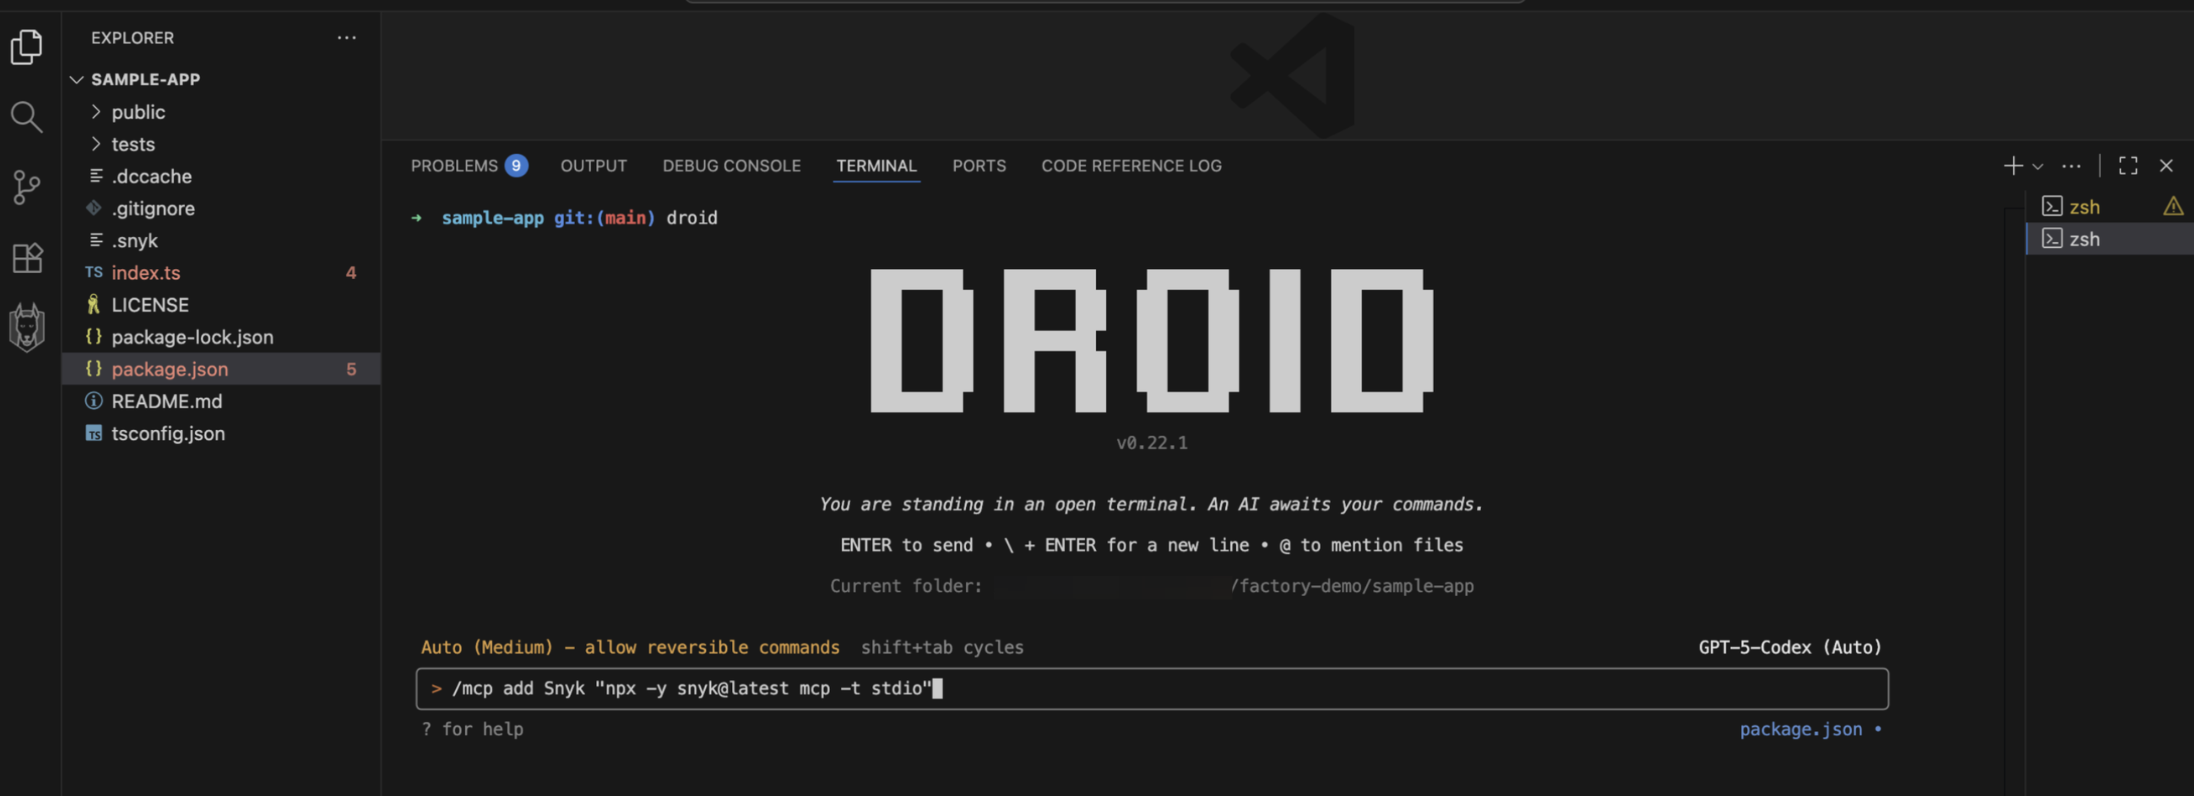 EXPLORER ...
SAMPLE-APP
public
tests
.dccache
.gitignore
.snyk
TS index.ts 4
LICENSE
{} package-lock.json
{} package.json 5
README.md
TS tsconfig.json
PROBLEMS 9 OUTPUT DEBUG CONSOLE TERMINAL PORTS CODE REFERENCE LOG
➜ sample-app git:(main) droid
DROID
v0.22.1
You are standing in an open terminal. An AI awaits your commands.
ENTER to send • \ + ENTER for a new line • @ to mention files
Current folder: /factory-demo/sample-app
Auto (Medium) - allow reversible commands shift+tab cycles GPT-5-Codex (Auto)
> /mcp add Snyk "npx -y snyk@latest mcp -t stdio"
? for help package.json •
zsh
zsh